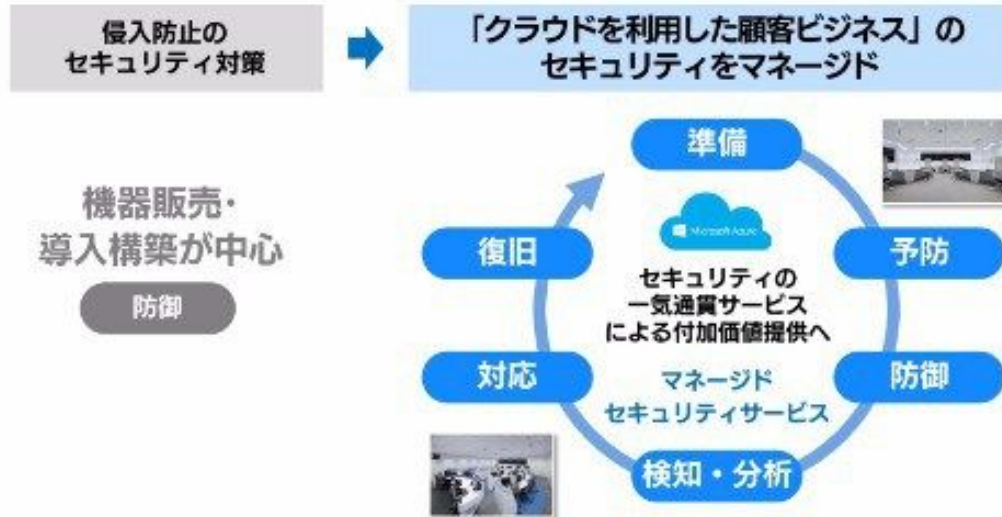 侵入防止の
セキュリティ対策
「クラウドを利用した顧客ビジネス」の
セキュリティをマネージド
機器販売・
導入構築が中心
防御
準備
予防
防御
検知・分析
対応
復旧
Microsoft Azure
セキュリティの
一気通貫サービス
による付加価値提供へ
マネージド
セキュリティサービス